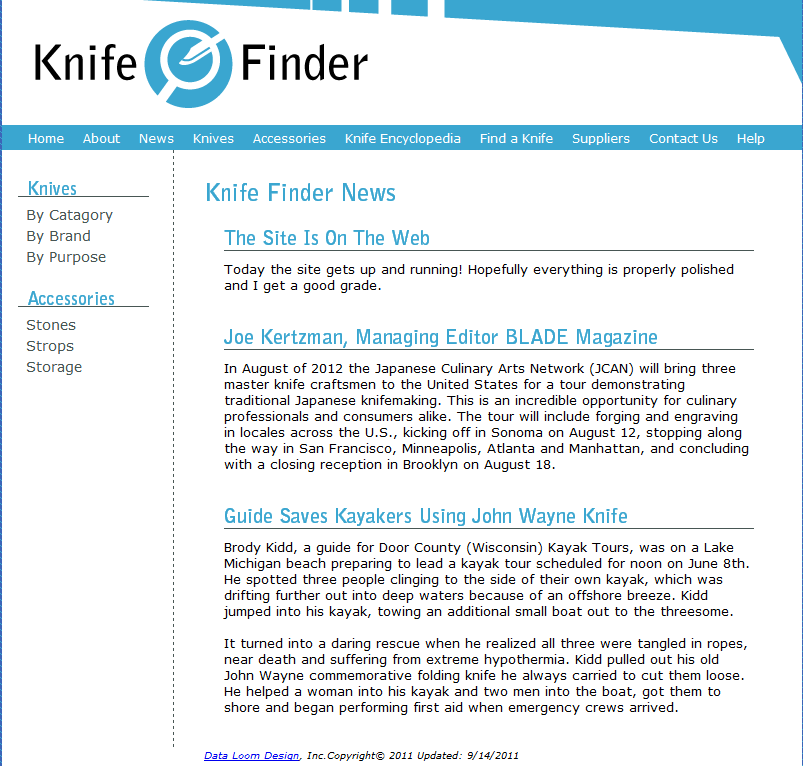 Knife Finder
Home About News Knives Accessories Knife Encyclopedia Find a Knife Suppliers Contact Us Help
Knives
By Catagory
By Brand
By Purpose
Accessories
Stones
Strops
Storage
Knife Finder News
The Site Is On The Web
Today the site gets up and running! Hopefully everything is properly polished
and I get a good grade.
Joe Kertzman, Managing Editor BLADE Magazine
In August of 2012 the Japanese Culinary Arts Network (JCAN) will bring three
master knife craftsmen to the United States for a tour demonstrating
traditional Japanese knifemaking. This is an incredible opportunity for culinary
professionals and consumers alike. The tour will include forging and engraving
in locales across the U.S., kicking off in Sonoma on August 12, stopping along
the way in San Francisco, Minneapolis, Atlanta and Manhattan, and concluding
with a closing reception in Brooklyn on August 18.
Guide Saves Kayakers Using John Wayne Knife
Brody Kidd, a guide for Door County (Wisconsin) Kayak Tours, was on a Lake
Michigan beach preparing to lead a kayak tour scheduled for noon on June 8th.
He spotted three people clinging to the side of their own kayak, which was
drifting further out into deep waters because of an offshore breeze. Kidd
jumped into his kayak, towing an additional small boat out to the threesome.
It turned into a daring rescue when he realized all three were tangled in ropes,
near death and suffering from extreme hypothermia. Kidd pulled out his old
John Wayne commemorative folding knife he always carried to cut them loose.
He helped a woman into his kayak and two men into the boat, got them to
shore and began performing first aid when emergency crews arrived.
Data Loom Design, Inc.Copyright© 2011 Updated: 9/14/2011